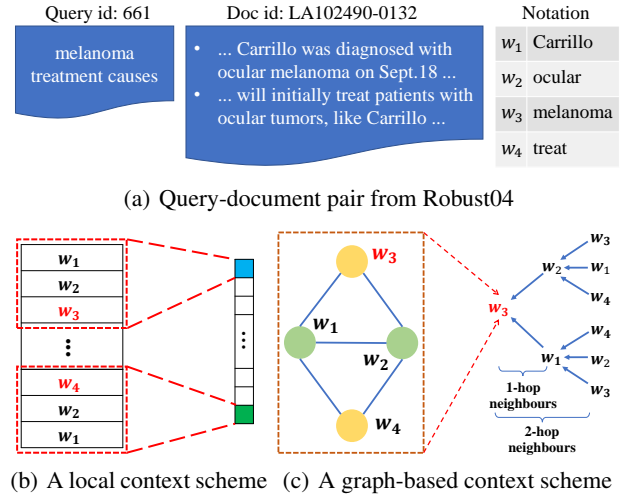 Query id: 661
Doc id: LA102490-0132
Notation
melanoma
treatment causes
• ... Carrillo was diagnosed with
ocular melanoma on Sept.18 ...
• ... will initially treat patients with
ocular tumors, like Carrillo ...
w₁ Carrillo
w₂ ocular
w₃ melanoma
w₄ treat
(a) Query-document pair from Robust04
w₁
w₂
w₃
⋮
w₄
w₂
w₁
⋮
w₃
w₁
w₂
w₄
w₃
w₂
w₁
w₄
w₃
w₄
w₁
w₂
w₃
1-hop
neighbours
2-hop
neighbours
(b) A local context scheme
(c) A graph-based context scheme